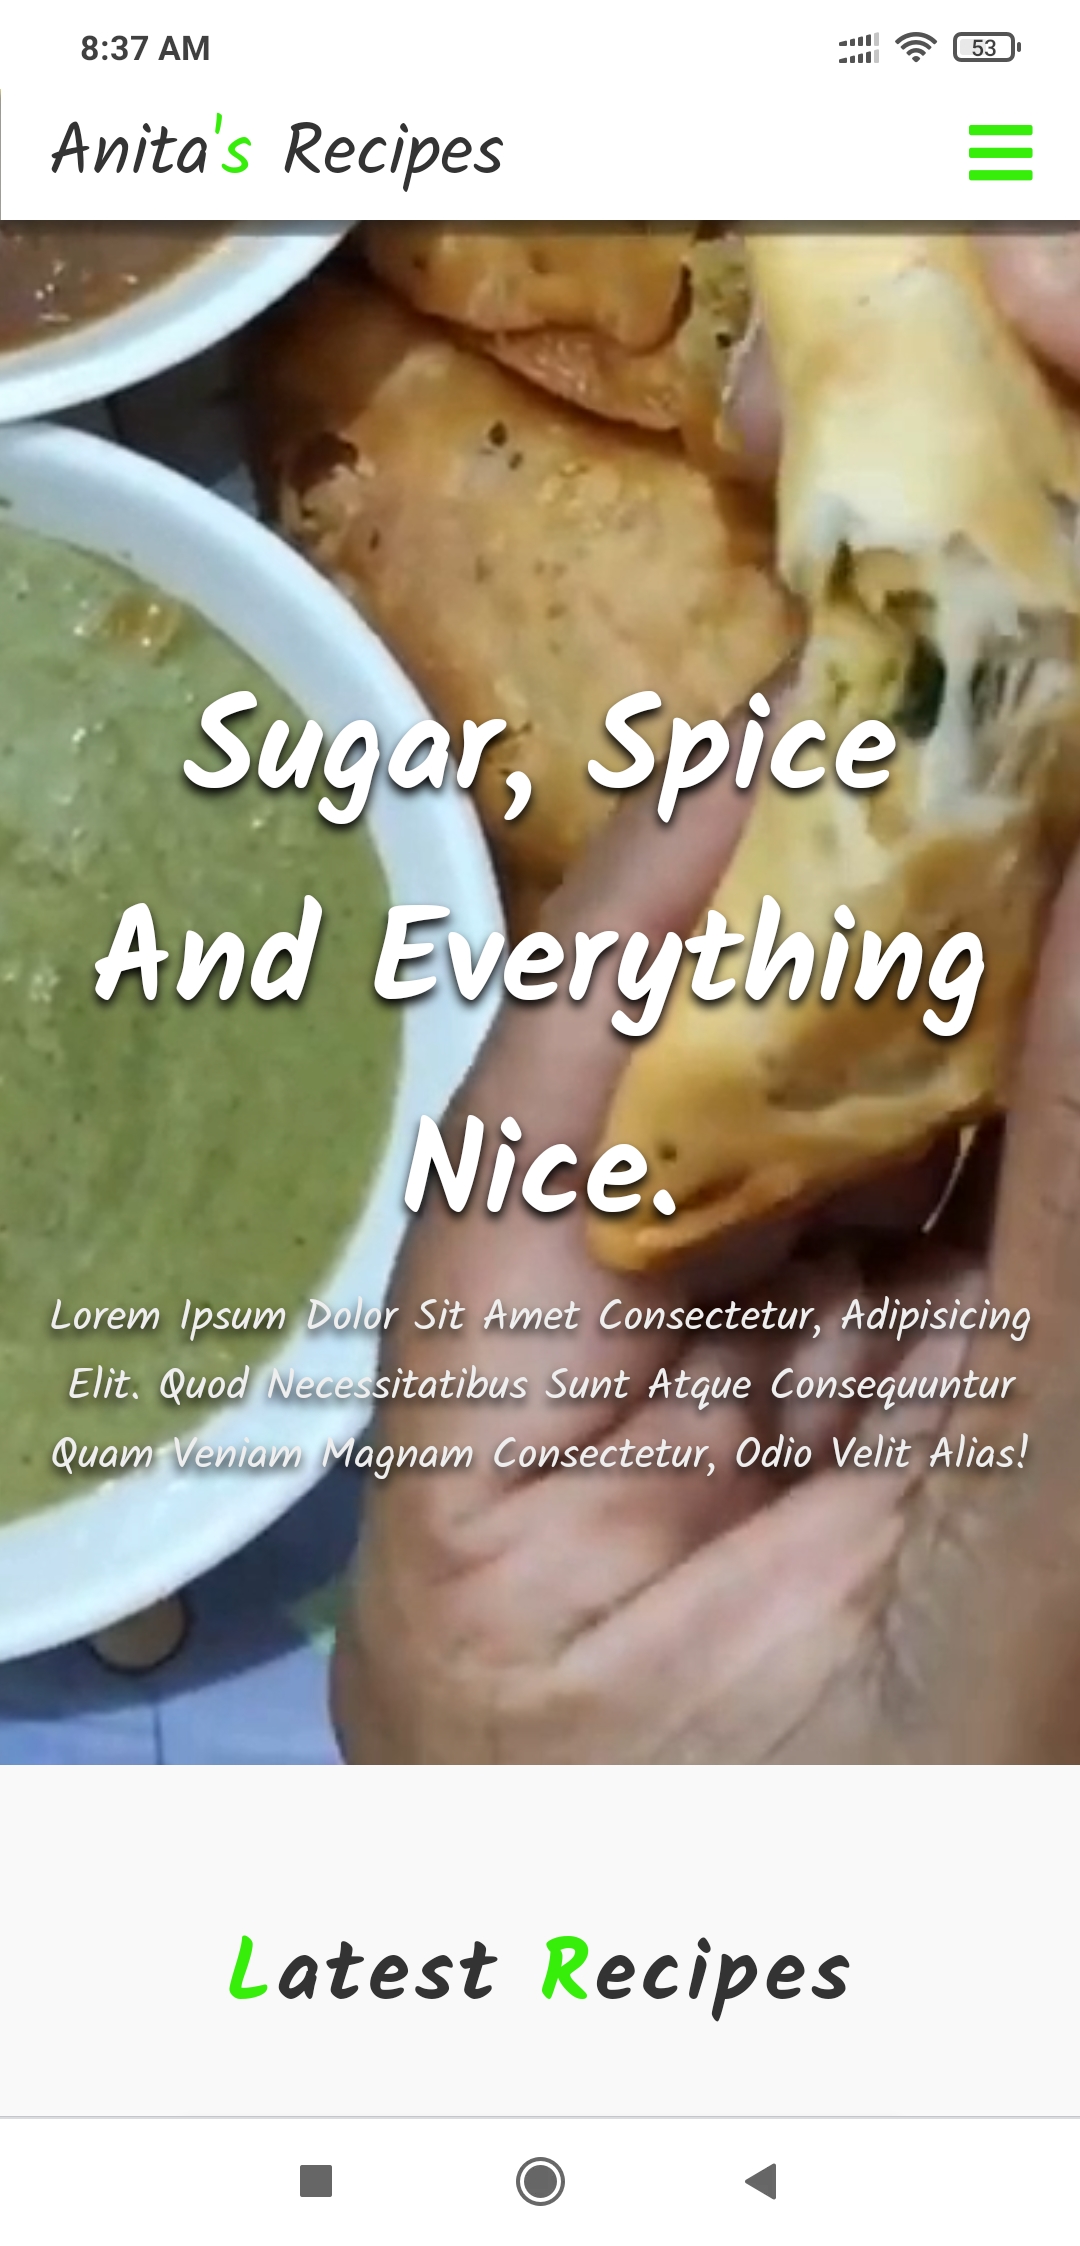 8:37 AM
53
Anita's Recipes
Sugar, Spice
And Everything
Nice.
Lorem Ipsum Dolor Sit Amet Consectetur, Adipisicing
Elit. Quod Necessitatibus Sunt Atque Consequuntur
Quam Veniam Magnam Consectetur, Odio Velit Alias!
Latest Recipes